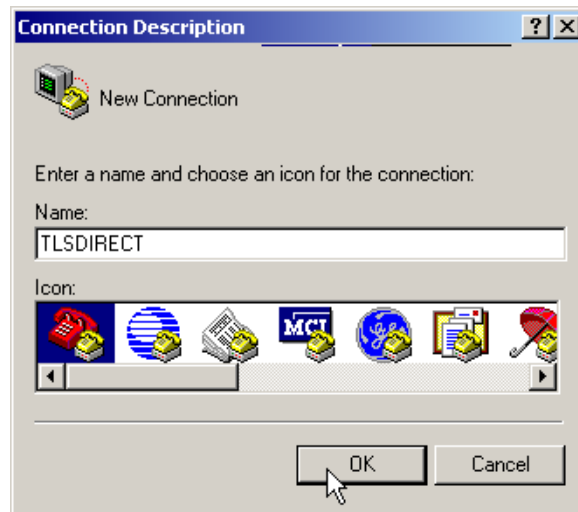 Connection Description
New Connection
Enter a name and choose an icon for the connection:
Name:
TLSDIRECT
Icon:
MCI
OK Cancel